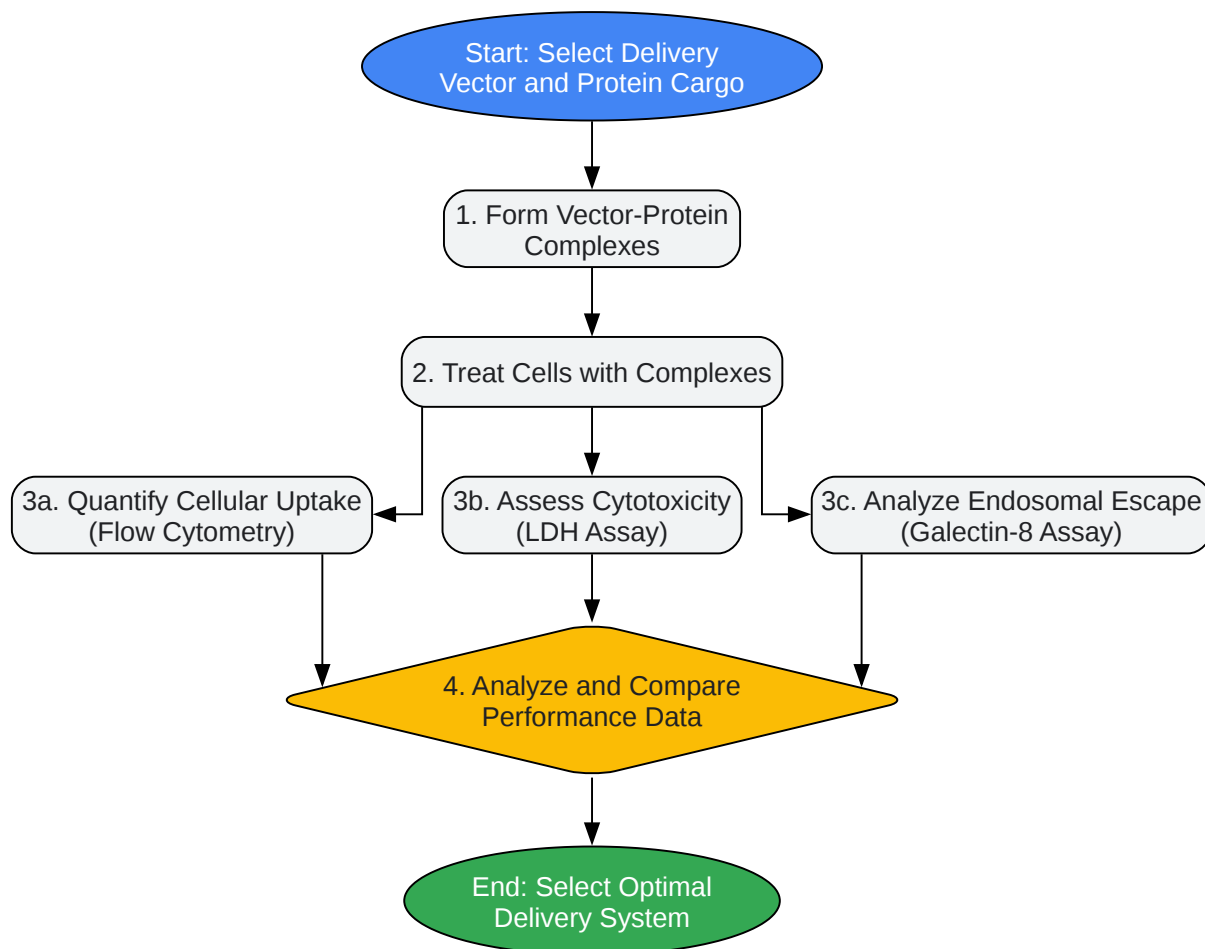 Start: Select Delivery
Vector and Protein Cargo
1. Form Vector-Protein
Complexes
2. Treat Cells with Complexes
3a. Quantify Cellular Uptake
(Flow Cytometry)
3b. Assess Cytotoxicity
(LDH Assay)
3c. Analyze Endosomal Escape
(Galectin-8 Assay)
4. Analyze and Compare
Performance Data
End: Select Optimal
Delivery System